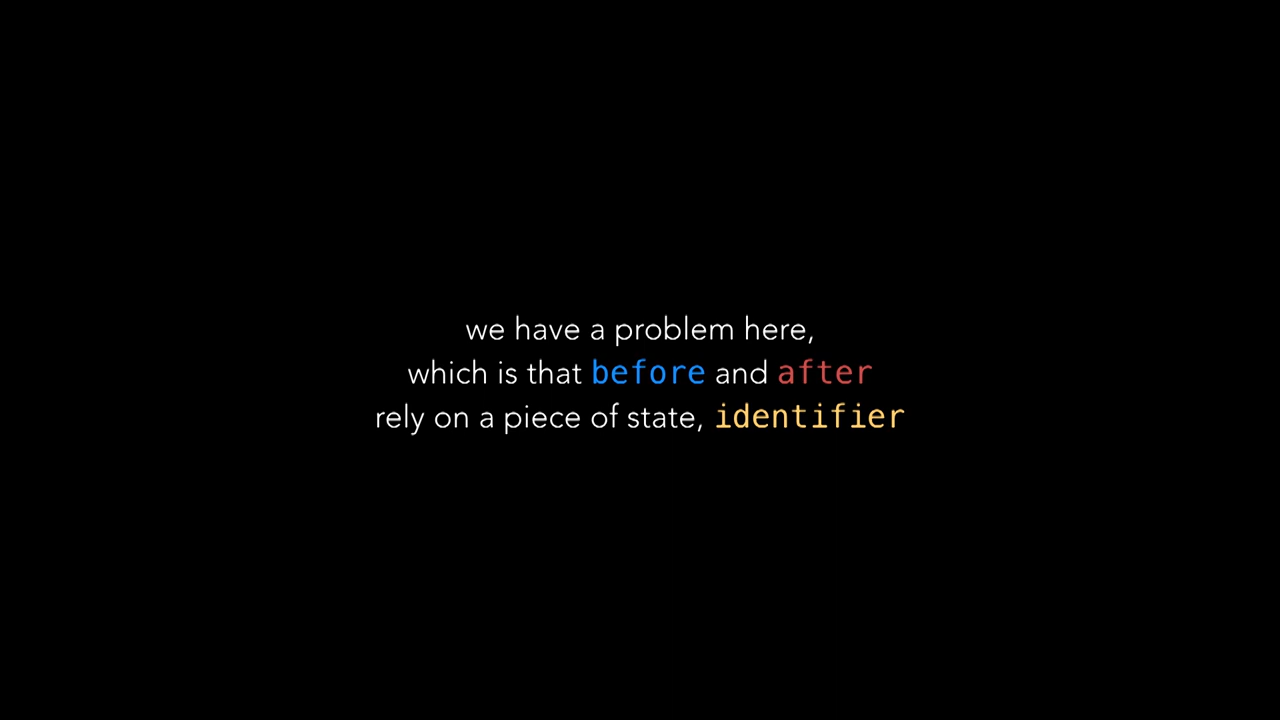 we have a problem here,
which is that before and after
rely on a piece of state, identifier